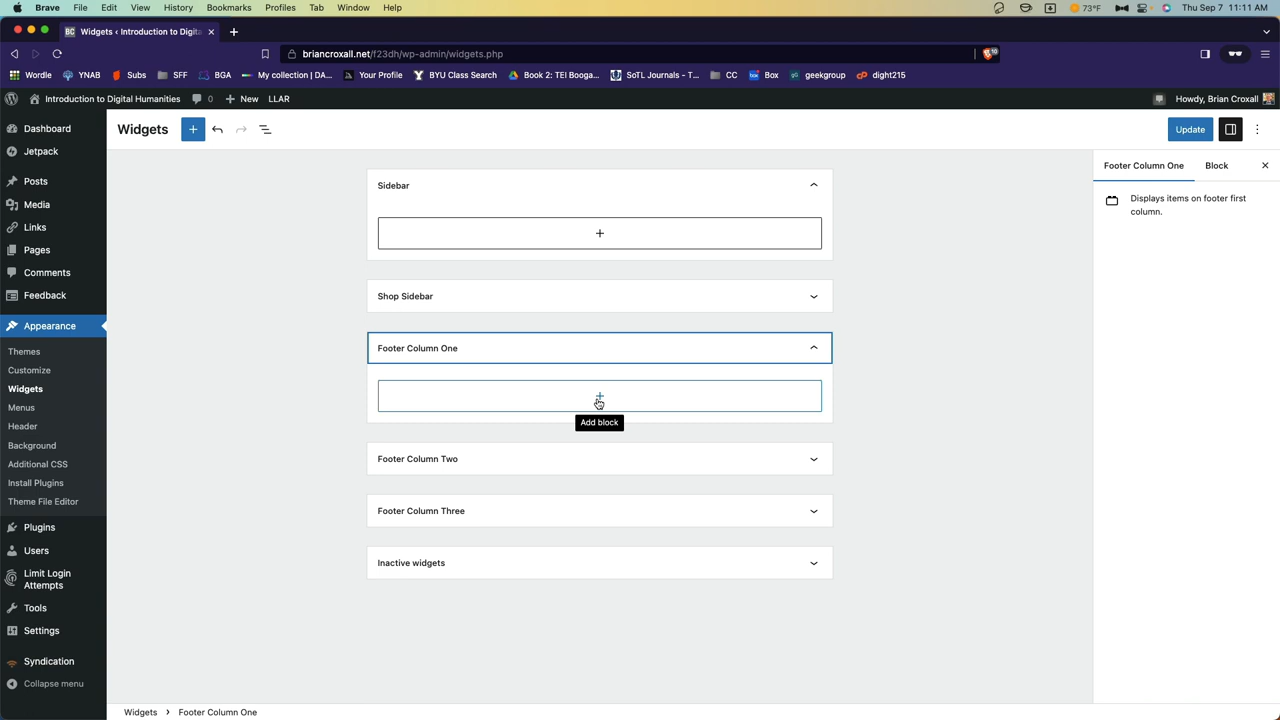 Brave File Edit View History Bookmarks Profiles Tab Window Help 73°F Thu Sep 7 11:11 AM
BC Widgets ‹ Introduction to Digita
briancroxall.net/f23dh/wp-admin/widgets.php
Wordle YNAB Subs SFF BGA My collection | DA... Your Profile BYU Class Search Book 2: TEI Booga... SoTL Journals - T... CC box Box geekgroup dight215
Introduction to Digital Humanities 0 New LLAR Howdy, Brian Croxall
Dashboard
Jetpack
Posts
Media
Links
Pages
Comments
Feedback
Appearance
Themes
Customize
Widgets
Menus
Header
Background
Additional CSS
Install Plugins
Theme File Editor
Plugins
Users
Limit Login
Attempts
Tools
Settings
Syndication
Collapse menu
Widgets
Update
Sidebar
Shop Sidebar
Footer Column One
Add block
Footer Column Two
Footer Column Three
Inactive widgets
Footer Column One Block
Displays items on footer first
column.
Widgets › Footer Column One